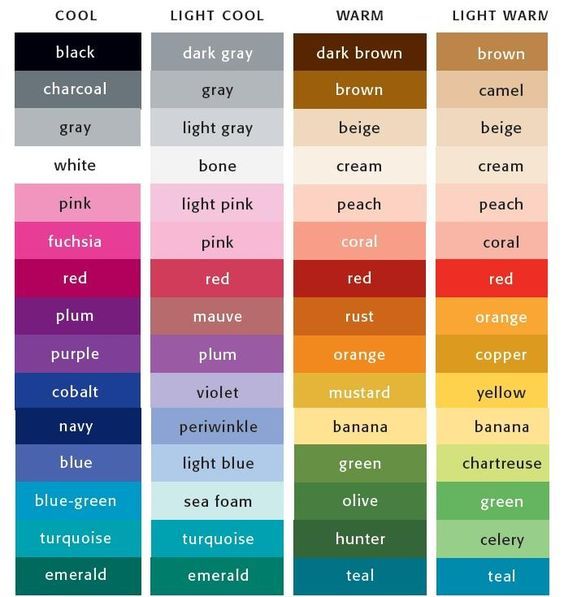 COOL LIGHT COOL WARM LIGHT WARM
black dark gray dark brown brown
charcoal gray brown camel
gray light gray beige beige
white bone cream cream
pink light pink peach peach
fuchsia pink coral coral
red red red red
plum mauve rust orange
purple plum orange copper
cobalt violet mustard yellow
navy periwinkle banana banana
blue light blue green chartreuse
blue-green sea foam olive green
turquoise turquoise hunter celery
emerald emerald teal teal